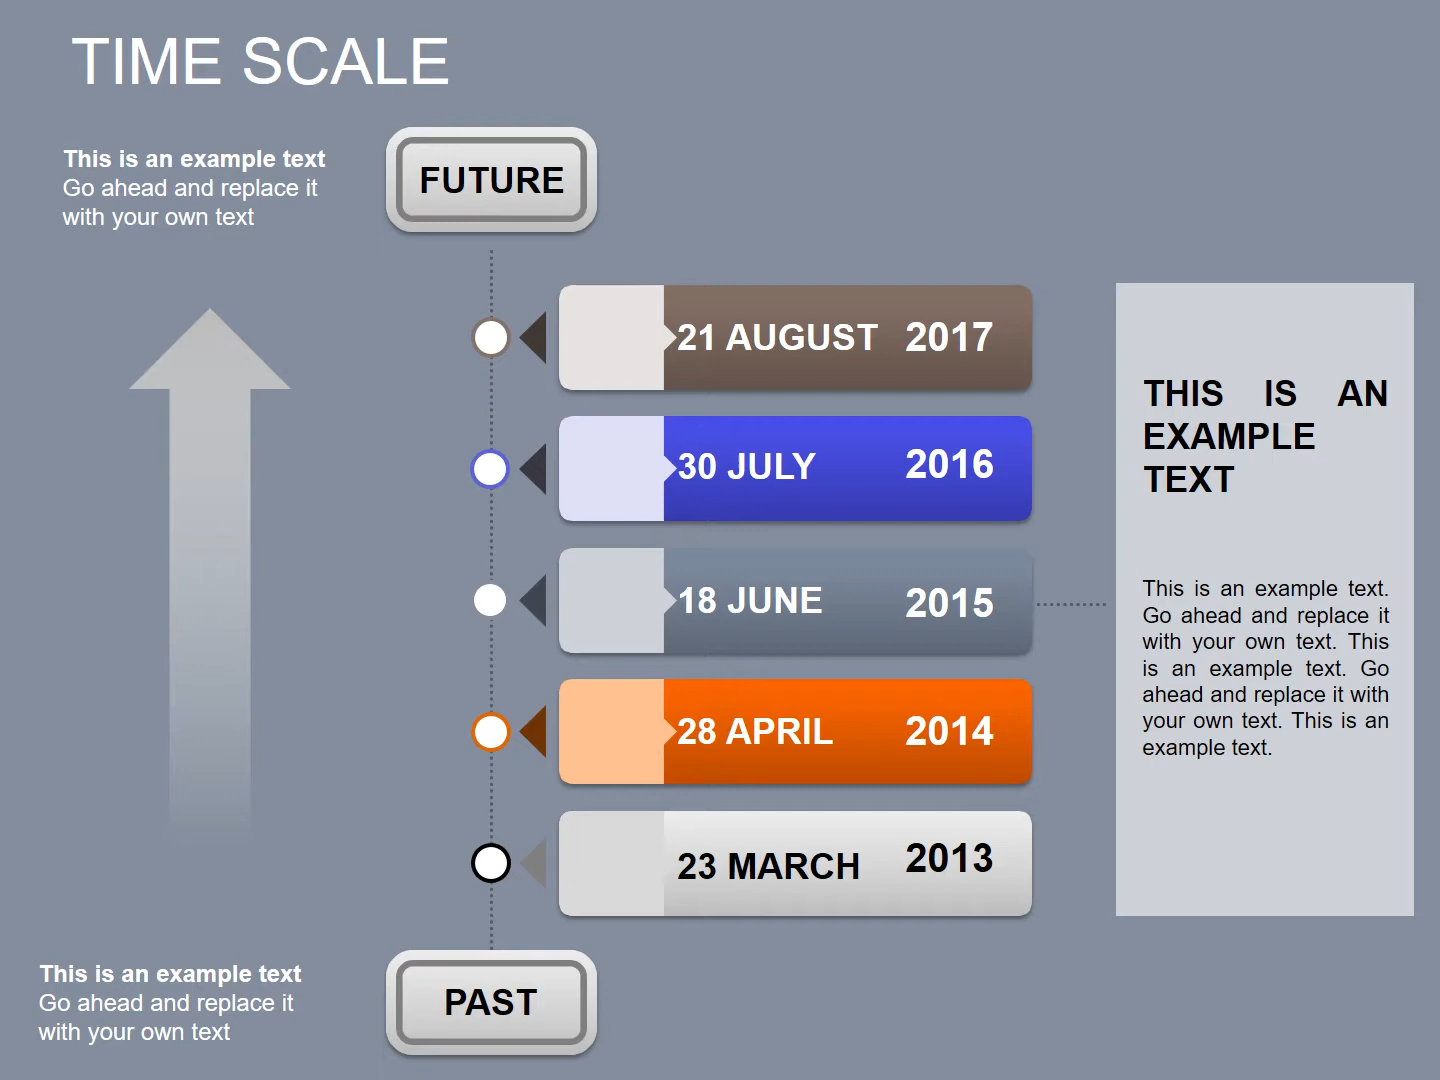 TIME SCALE
This is an example text
Go ahead and replace it
with your own text
FUTURE
21 AUGUST 2017
30 JULY 2016
18 JUNE 2015
28 APRIL 2014
23 MARCH 2013
THIS IS AN
EXAMPLE
TEXT
This is an example text.
Go ahead and replace it
with your own text. This
is an example text. Go
ahead and replace it with
your own text. This is an
example text.
This is an example text
Go ahead and replace it
with your own text
PAST